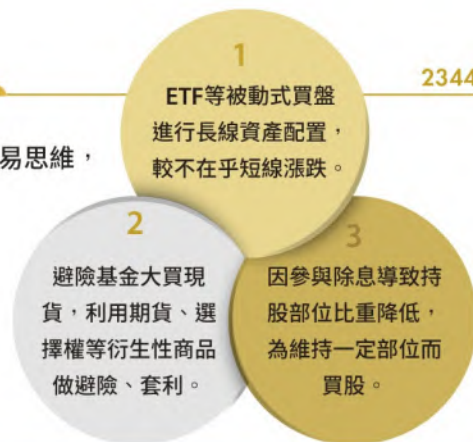 1
ETF等被動式買盤
進行長線資產配置，
較不在乎短線漲跌。
2344
易思維，
2
避險基金大買現
貨，利用期貨、選
擇權等衍生性商品
做避險、套利。
3
因參與除息導致持
股部位比重降低，
為維持一定部位而
買股。